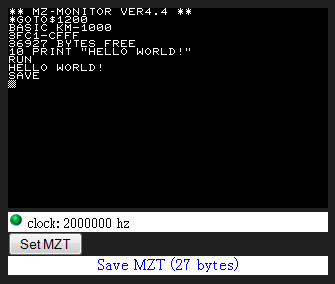 ** MZ-MONITOR VER4.4 **
*GOTO$1200
BASIC KM-1000
3FC1-CFFF
36927 BYTES FREE
10 PRINT "HELLO WORLD!"
RUN
HELLO WORLD!
SAVE
clock: 2000000 hz
Set MZT
Save MZT (27 bytes)